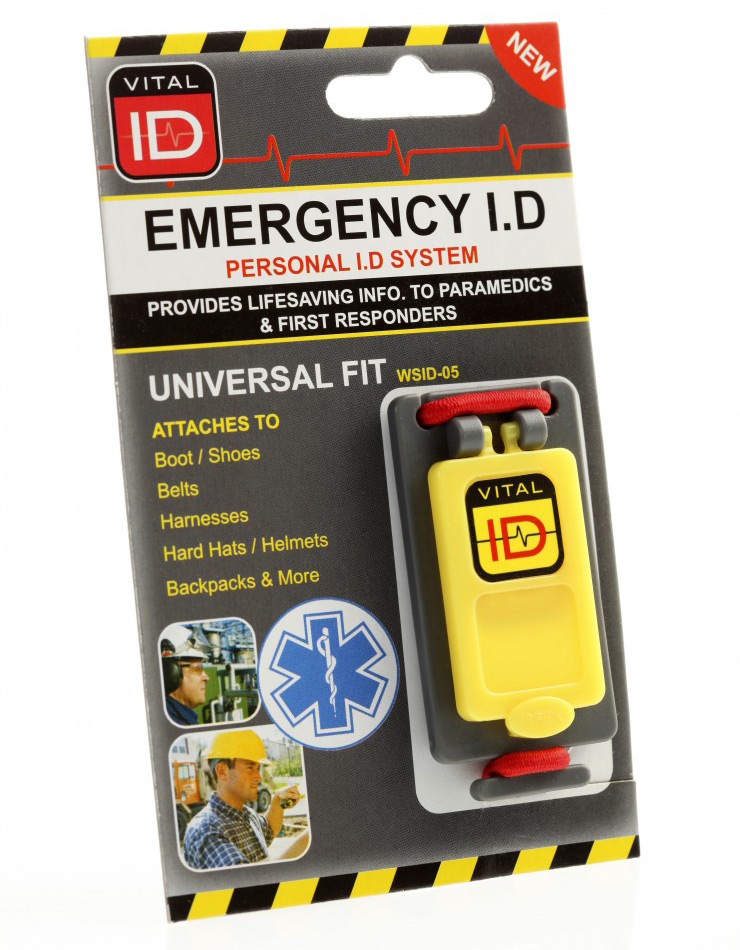 NEW
VITAL
ID
EMERGENCY I.D
PERSONAL I.D SYSTEM
PROVIDES LIFESAVING INFO. TO PARAMEDICS
& FIRST RESPONDERS
UNIVERSAL FIT WSID-05
ATTACHES TO
Boot / Shoes
Belts
Harnesses
Hard Hats / Helmets
Backpacks & More
VITAL
ID
OPEN